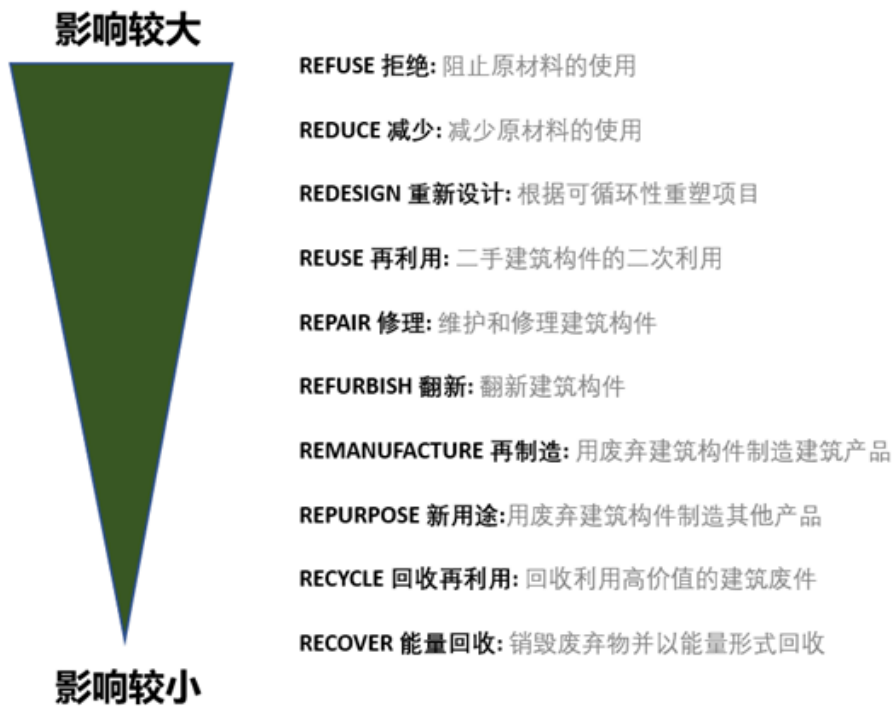 影响较大
REFUSE 拒绝: 阻止原材料的使用
REDUCE 减少: 减少原材料的使用
REDESIGN 重新设计: 根据可循环性重塑项目
REUSE 再利用: 二手建筑构件的二次利用
REPAIR 修理: 维护和修理建筑构件
REFURBISH 翻新: 翻新建筑构件
REMANUFACTURE 再制造: 用废弃建筑构件制造建筑产品
REPURPOSE 新用途:用废弃建筑构件制造其他产品
RECYCLE 回收再利用: 回收利用高价值的建筑废件
RECOVER 能量回收: 销毁废弃物并以能量形式回收
影响较小